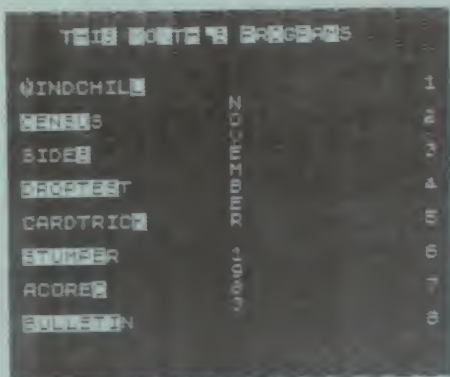 THIS MONTH'S PROGRAMS
WINDCHILL 1
CENSUS 2
SIDES 3
DROPTEST 4
CARDTRICK 5
STUMPER 6
7
BULLETIN 8
NOVEMBER 1983